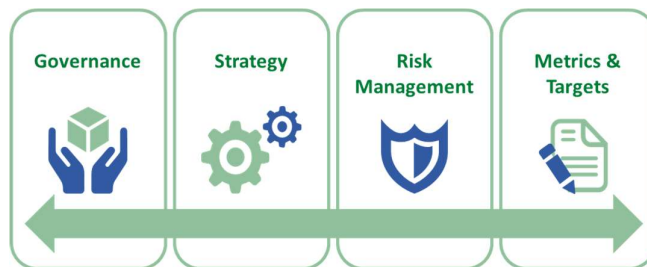 Governance
Strategy
Risk
Management
Metrics &
Targets